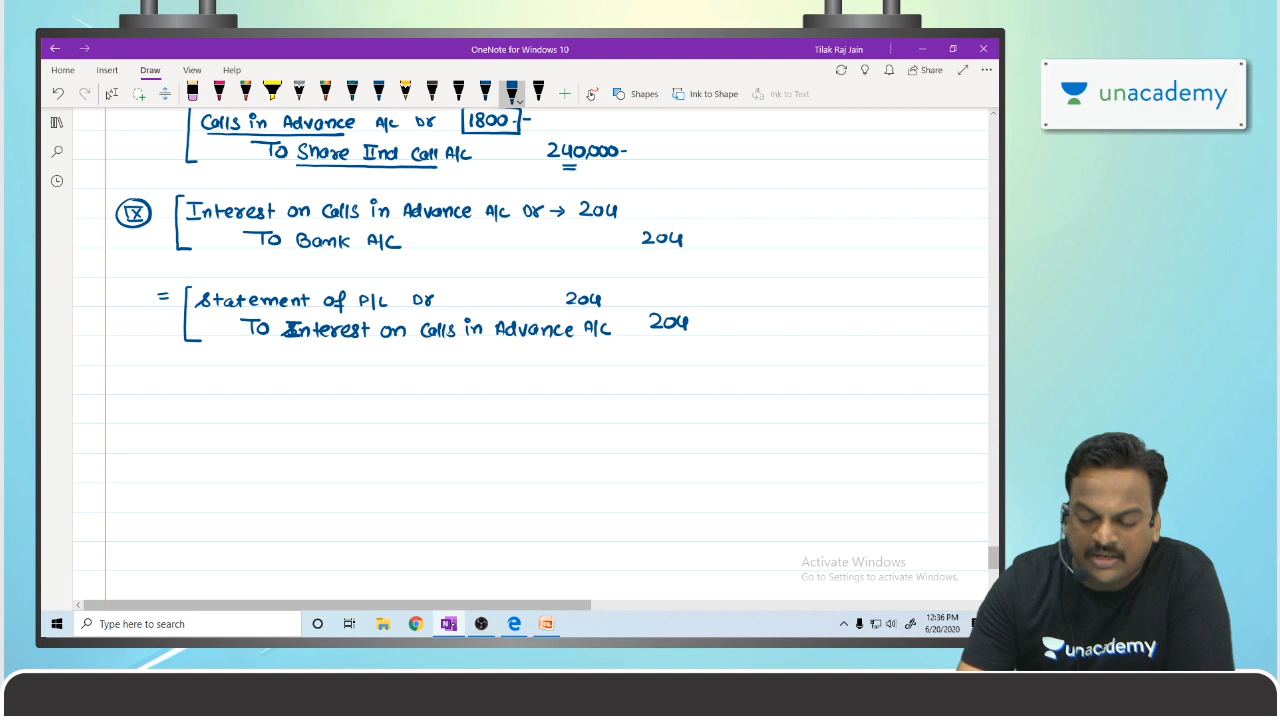 OneNote for Windows 10
Tilak Raj Jain
Home Insert Draw View Help
Share
Shapes Ink to Shape Ink to Text
unacademy
Calls in Advance A/c Dr 1800-
To Share IInd Call A/c 240,000-
IX Interest on Calls in Advance A/c Dr → 204
To Bank A/C 204
= Statement of P/L Dr 204
To Interest on Calls in Advance A/C 204
Activate Windows
Go to Settings to activate Windows.
Type here to search
12:36 PM
6/20/2020
unacademy